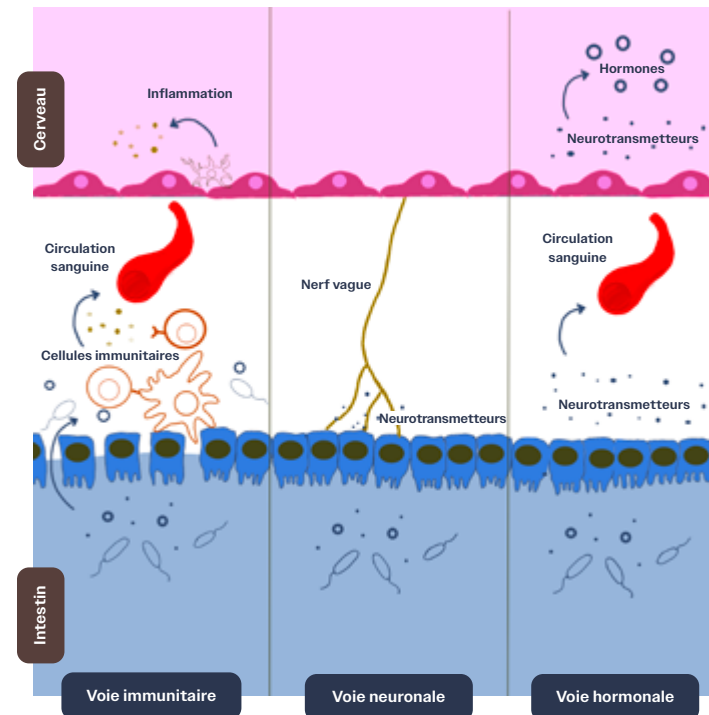 Cerveau
Inflammation
Circulation
sanguine
Cellules immunitaires
Nerf vague
Neurotransmetteurs
Hormones
Neurotransmetteurs
Circulation
sanguine
Neurotransmetteurs
Intestin
Voie immunitaire
Voie neuronale
Voie hormonale